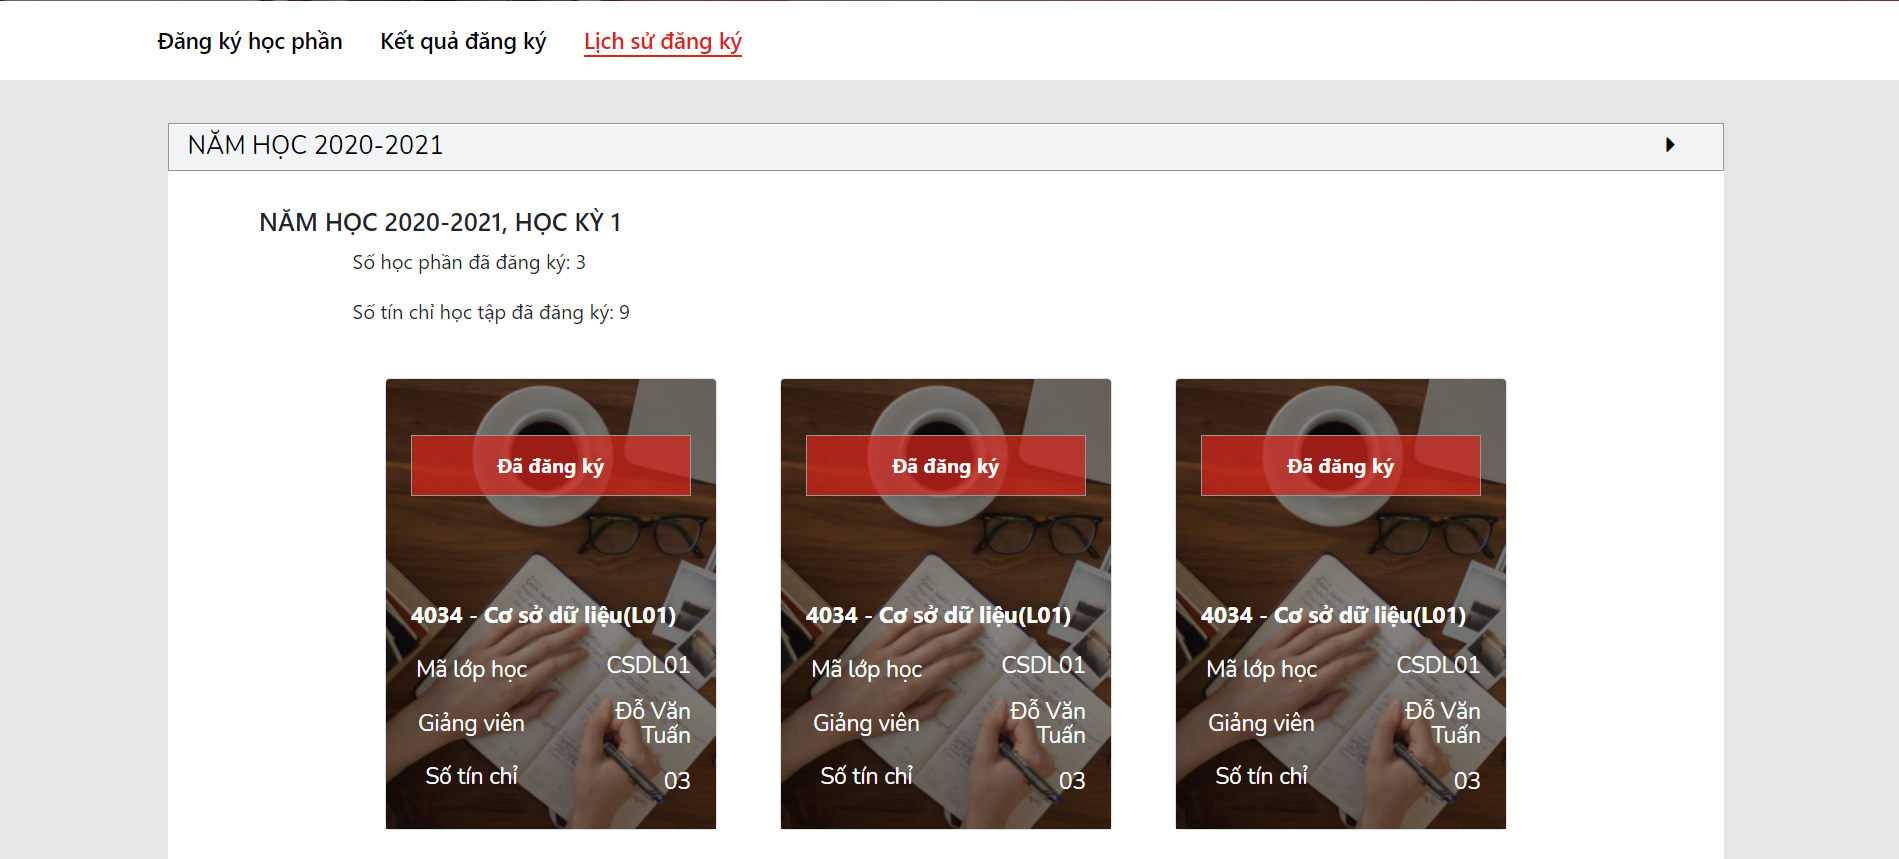 Đăng ký học phần Kết quả đăng ký Lịch sử đăng ký
NĂM HỌC 2020-2021
NĂM HỌC 2020-2021, HỌC KỲ 1
Số học phần đã đăng ký: 3
Số tín chỉ học tập đã đăng ký: 9
Đã đăng ký
4034 - Cơ sở dữ liệu(L01)
Mã lớp học CSDL01
Giảng viên Đỗ Văn
Tuấn
Số tín chỉ 03
Đã đăng ký
4034 - Cơ sở dữ liệu(L01)
Mã lớp học CSDL01
Giảng viên Đỗ Văn
Tuấn
Số tín chỉ 03
Đã đăng ký
4034 - Cơ sở dữ liệu(L01)
Mã lớp học CSDL01
Giảng viên Đỗ Văn
Tuấn
Số tín chỉ 03